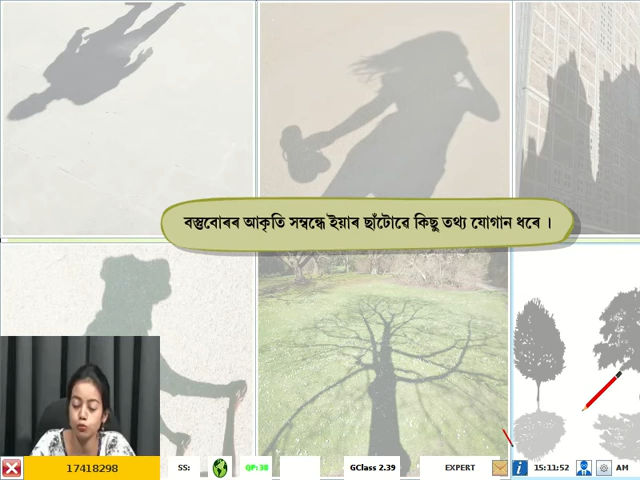 বস্তুবোৰৰ আকৃতি সম্বন্ধে ইয়াৰ ছাঁটোৱে কিছু তথ্য যোগান ধৰে ।
17418298 SS: QF:38 GClass 2.39 EXPERT 15:11:52 AM